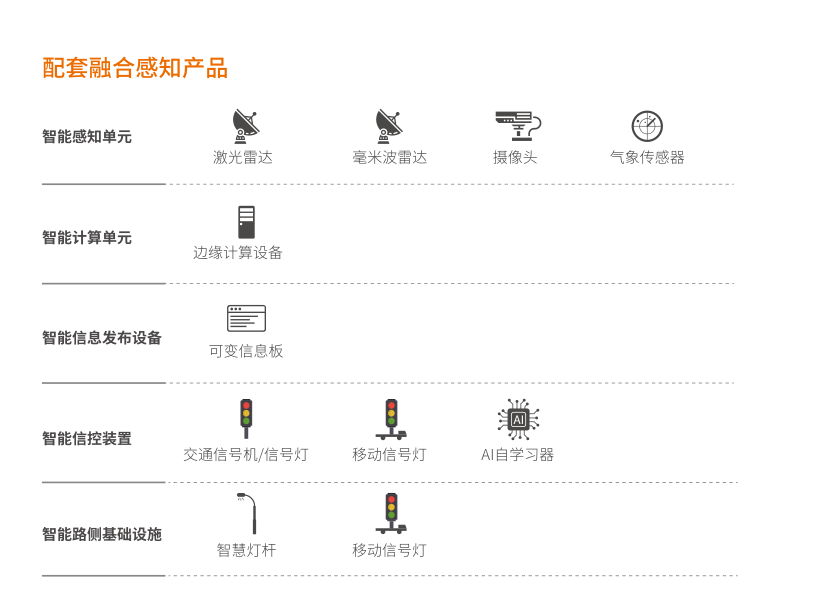 配套融合感知产品
智能感知单元
激光雷达 毫米波雷达 摄像头 气象传感器
智能计算单元
边缘计算设备
智能信息发布设备
可变信息板
智能信控装置
AI
交通信号机/信号灯 移动信号灯 AI自学习器
智能路侧基础设施
智慧灯杆 移动信号灯